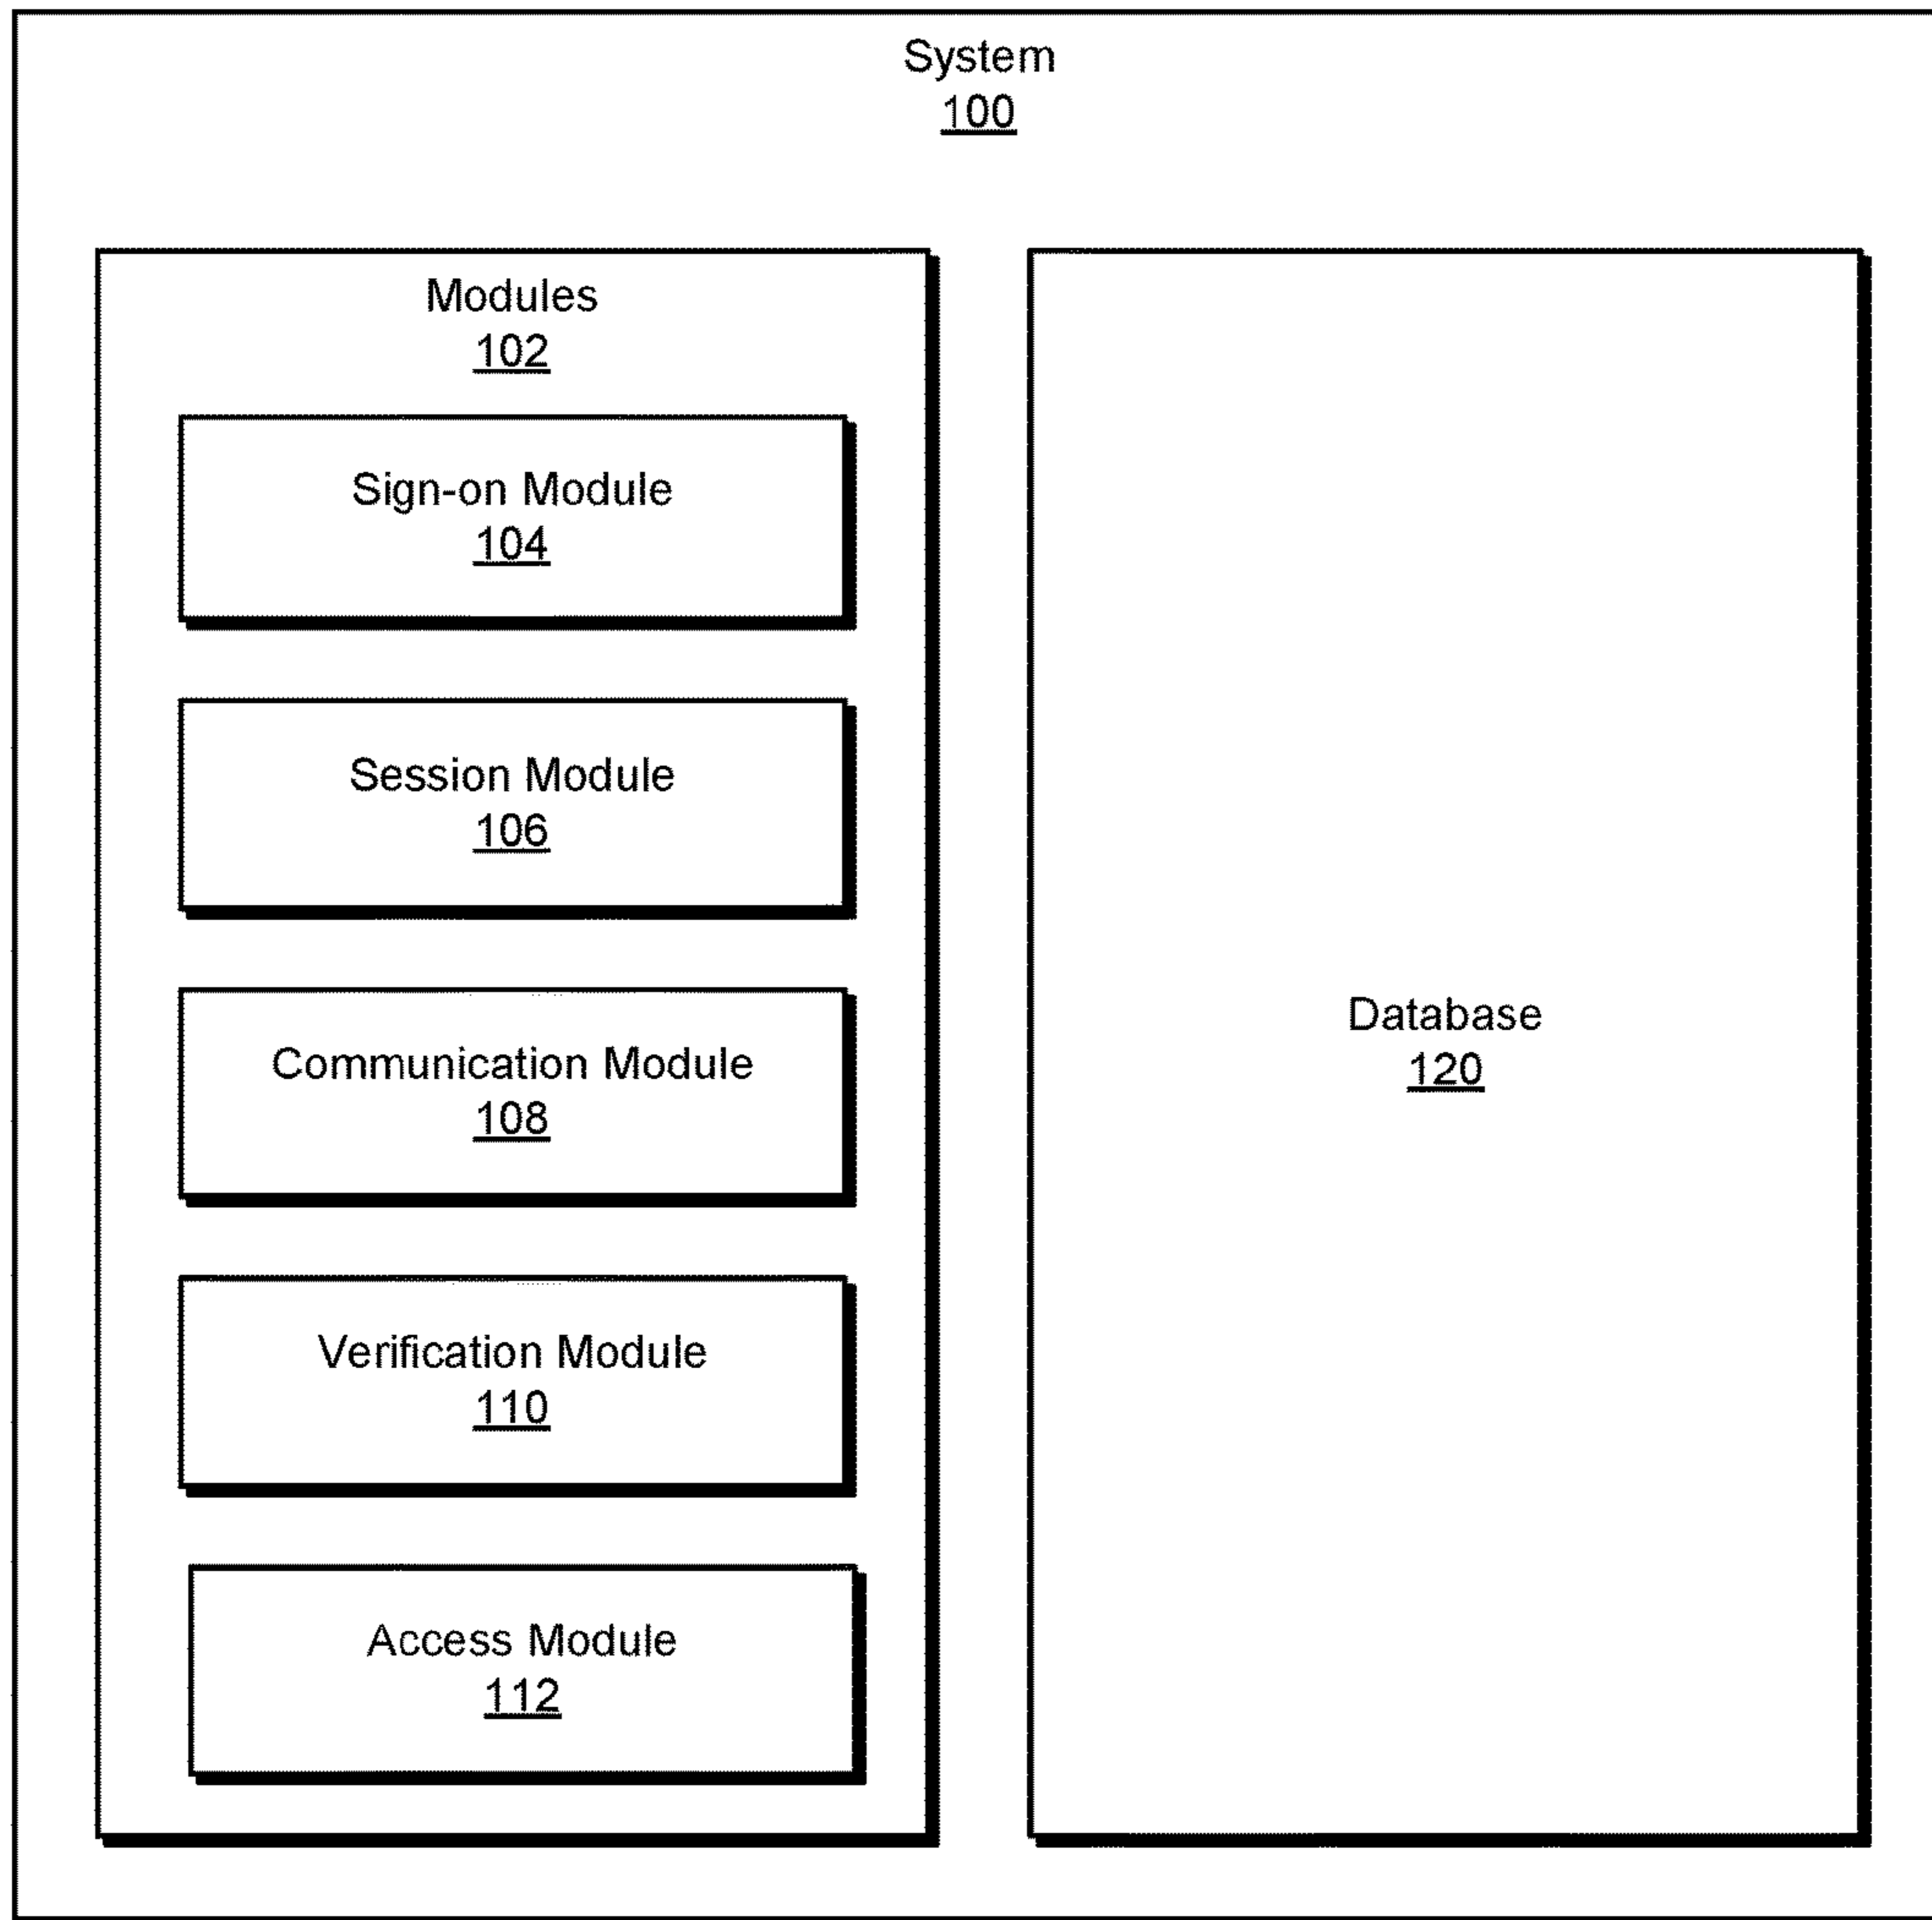 System
100
Modules
102
Sign-on Module
104
Session Module
106
Communication Module
108
Verification Module
110
Access Module
112
Database
120